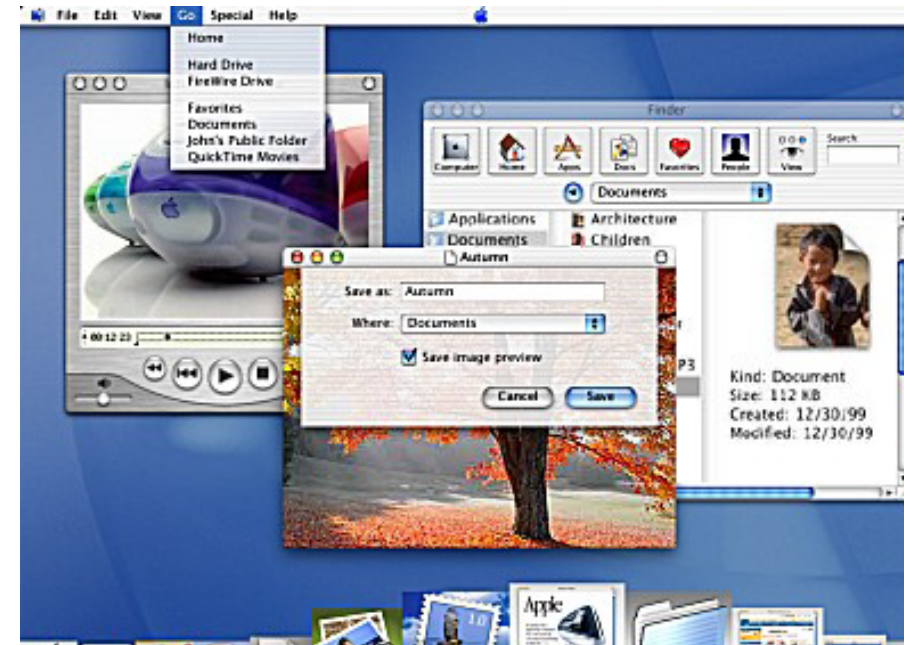 File Edit View Go Special Help
Home
Hard Drive
FireWire Drive
Favorites
Documents
John's Public Folder
QuickTime Movies
Finder
Computer Home Apps Docs Favorites People View
Search
Documents
Applications
Documents
Architecture
Children
Autumn
Save as: Autumn
Where: Documents
Save image preview
Cancel Save
00:12:23
P3
Kind: Document
Size: 112 KB
Created: 12/30/99
Modified: 12/30/99
1.0
Apple